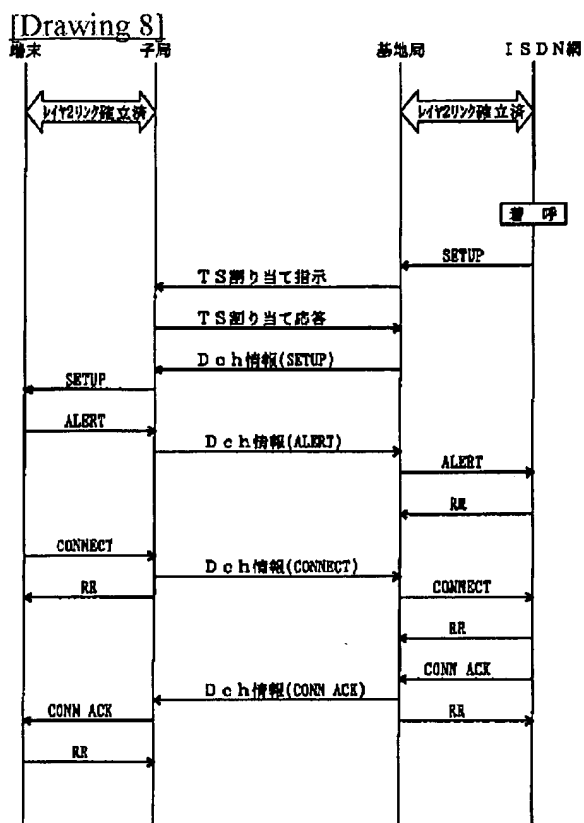 [Drawing 8]
端末 子局 基地局 ISDN網
レイヤ2リンク確立済 レイヤ2リンク確立済
着呼
SETUP
TS割り当て指示
TS割り当て応答
Dch情報(SETUP)
SETUP
ALERT
Dch情報(ALERT)
ALERT
RR
CONNECT
Dch情報(CONNECT)
RR
CONNECT
RR
CONN ACK
Dch情報(CONN ACK)
CONN ACK
RR
RR